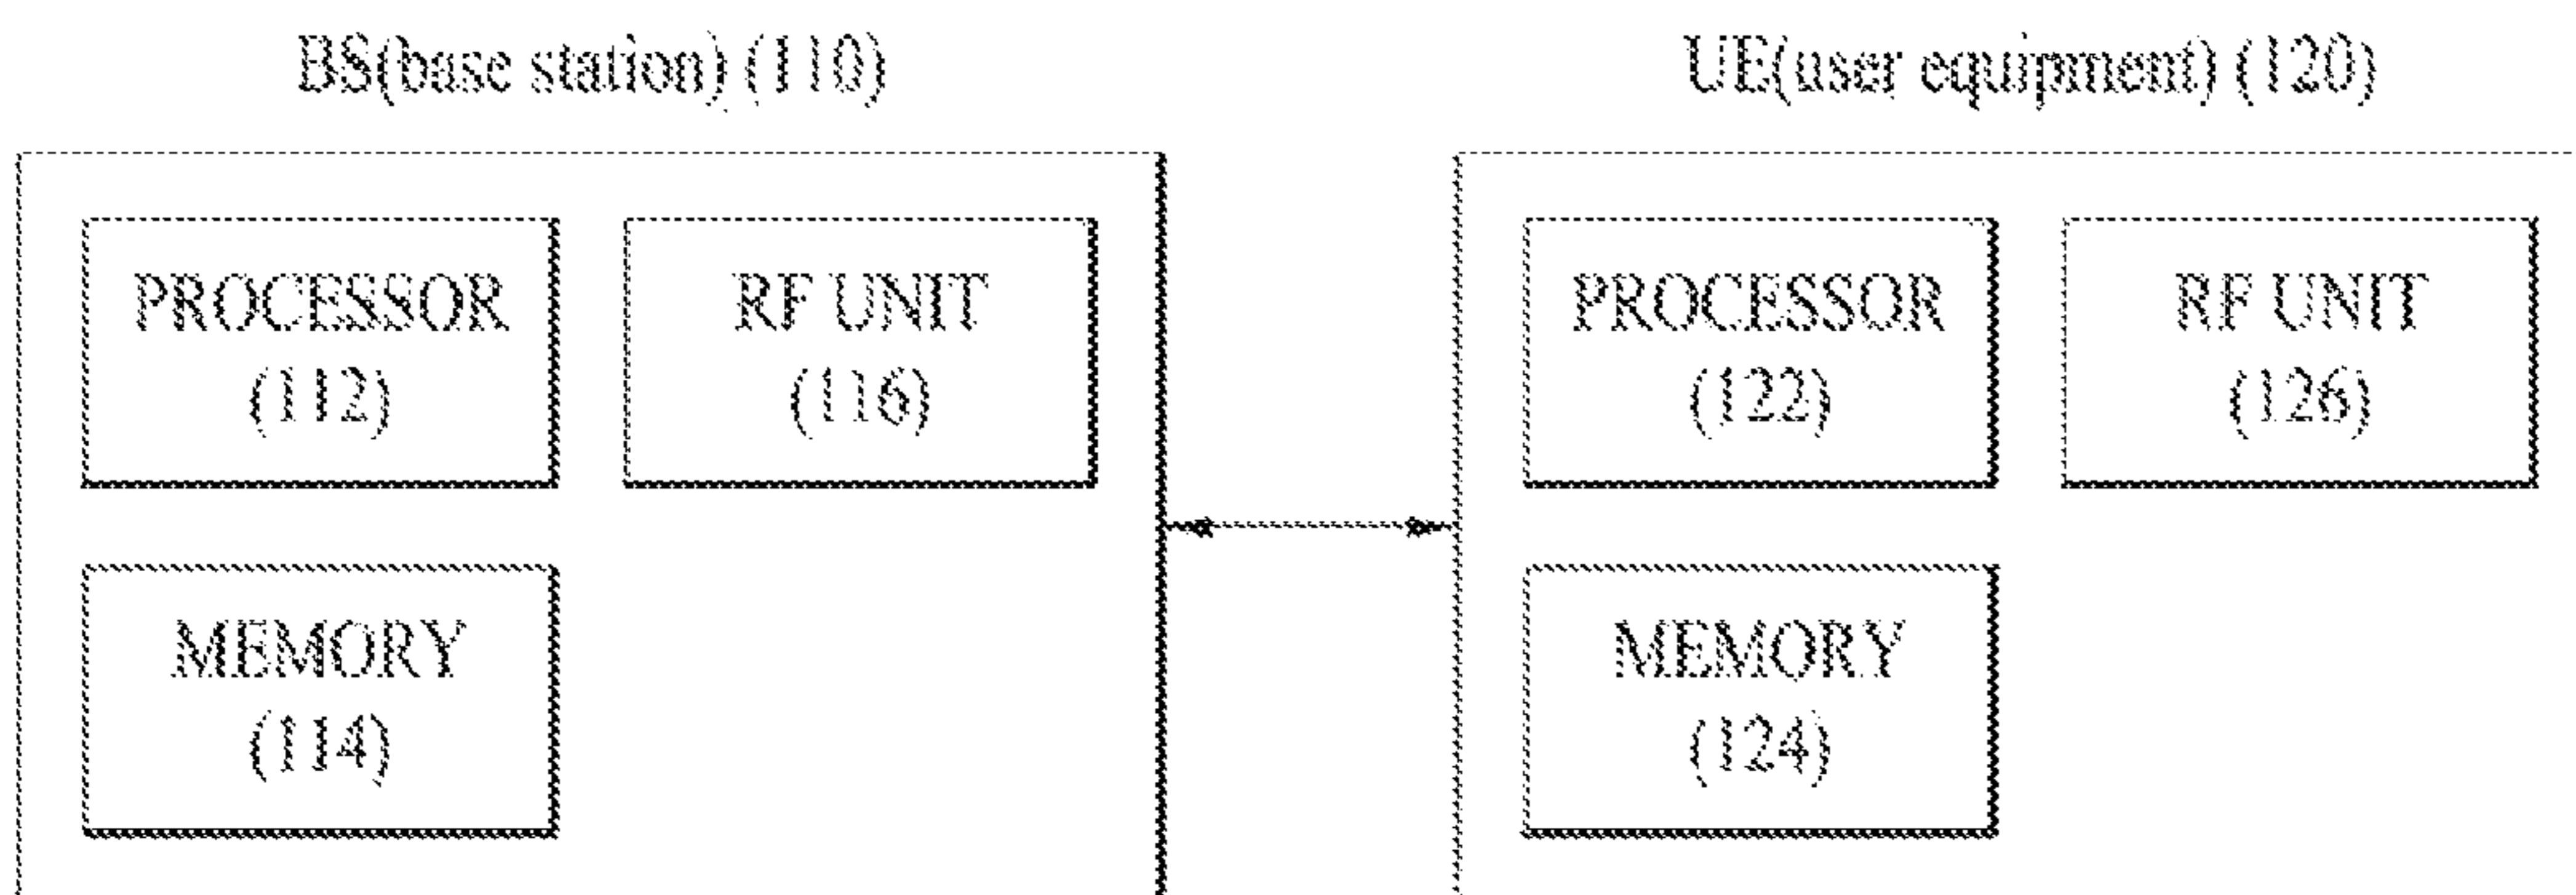 BS(base station) (110)
UE(user equipment) (120)
PROCESSOR
(112)
RF UNIT
(116)
MEMORY
(114)
PROCESSOR
(122)
RF UNIT
(126)
MEMORY
(124)